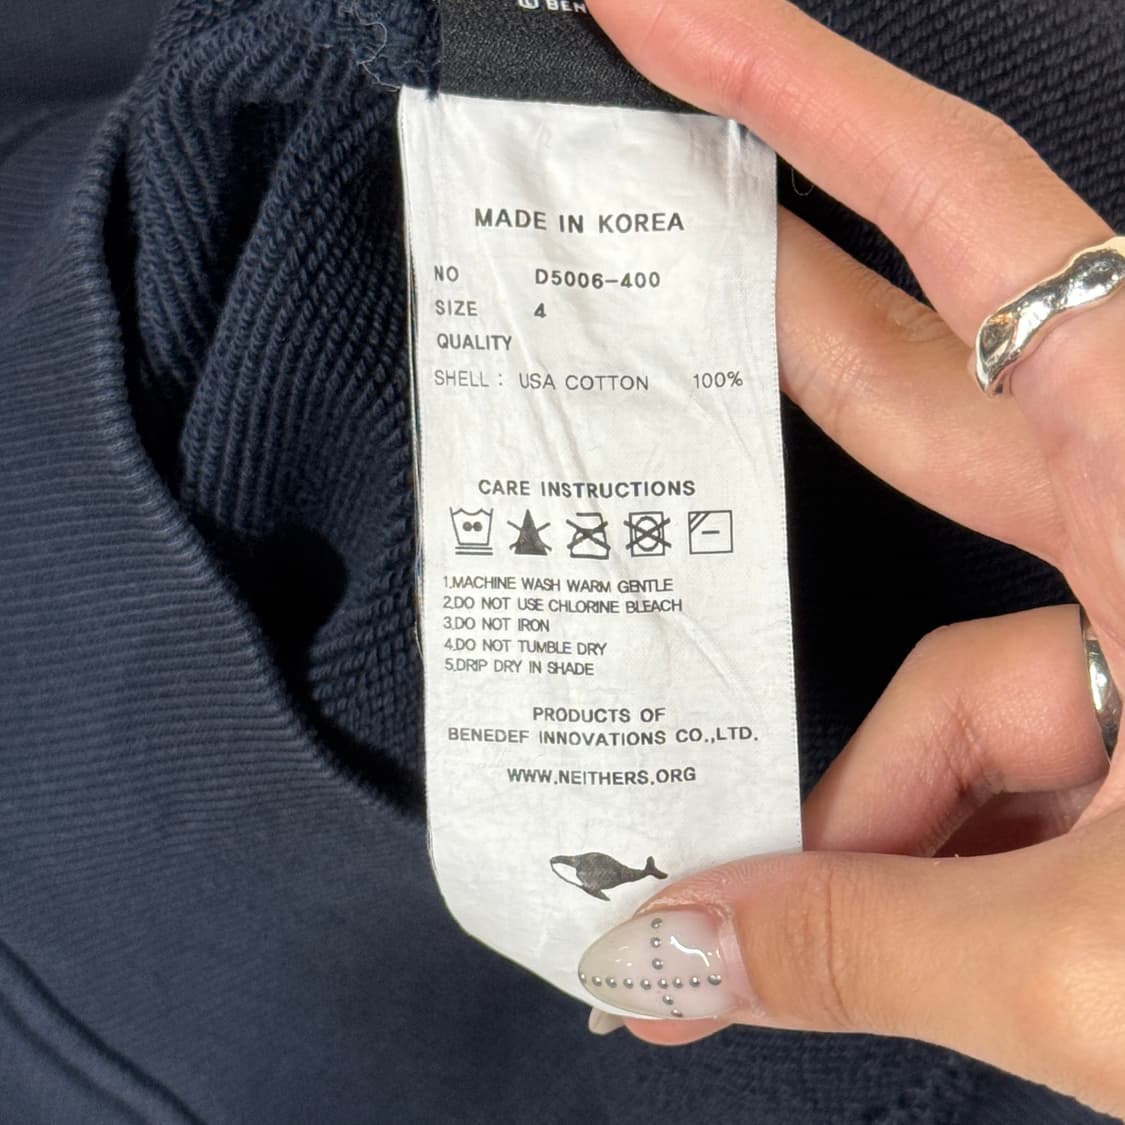 MADE IN KOREA
NO D5006-400
SIZE 4
QUALITY
SHELL : USA COTTON 100%
CARE INSTRUCTIONS
1.MACHINE WASH WARM GENTLE
2.DO NOT USE CHLORINE BLEACH
3.DO NOT IRON
4.DO NOT TUMBLE DRY
5.DRIP DRY IN SHADE
PRODUCTS OF
BENEDEF INNOVATIONS CO.,LTD.
WWW.NEITHERS.ORG